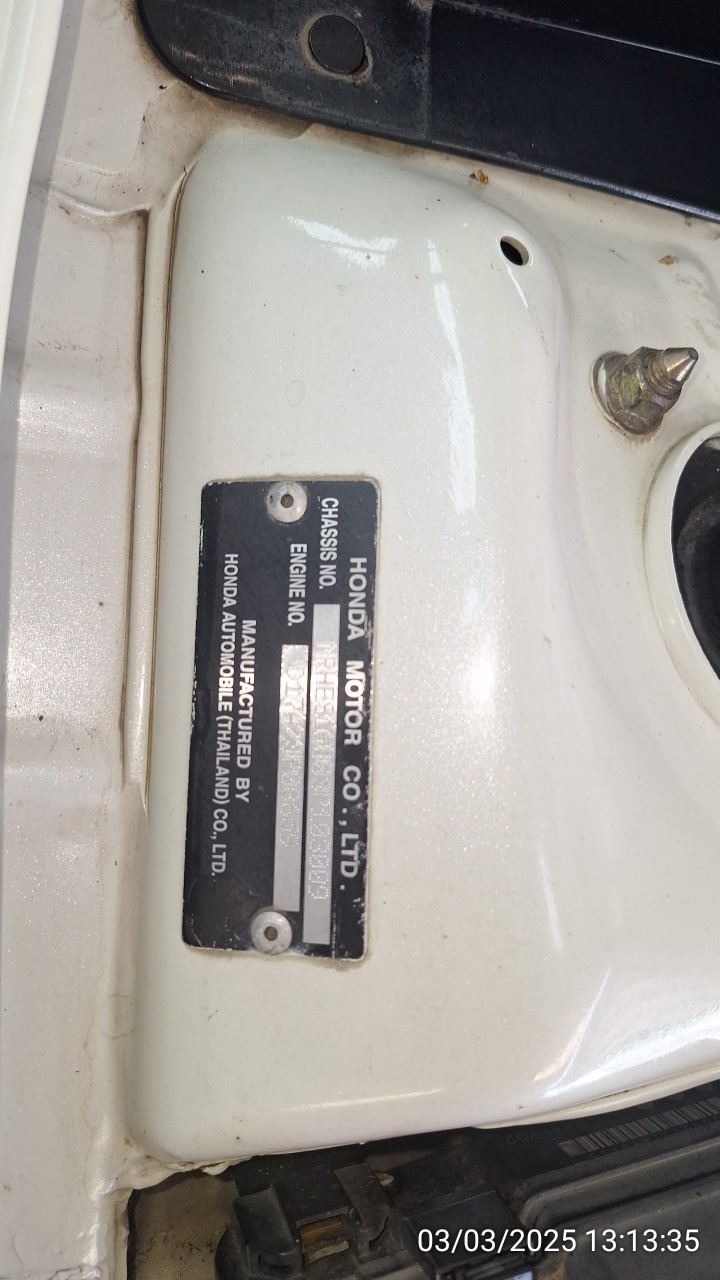 HONDA MOTOR CO., LTD.
CHASSIS NO.
ENGINE NO.
MANUFACTURED BY
HONDA AUTOMOBILE (THAILAND) CO., LTD.
03/03/2025 13:13:35